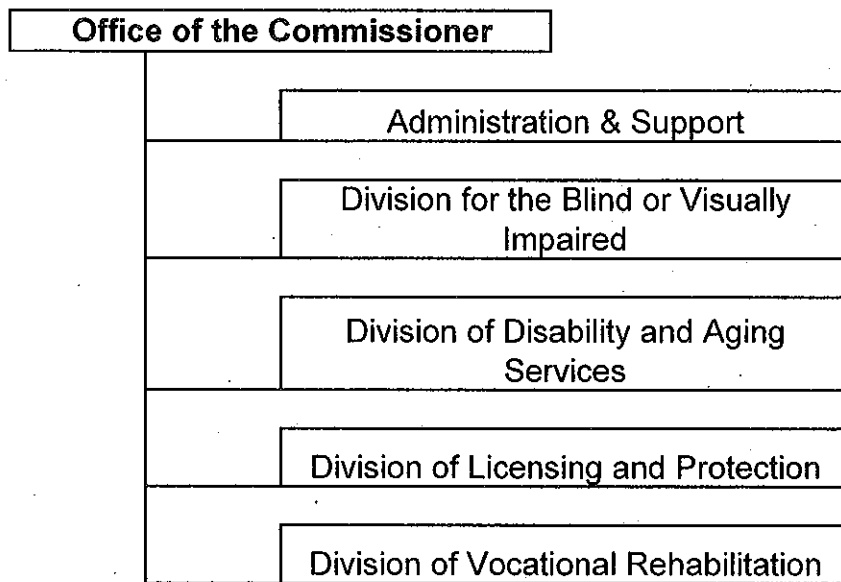 Office of the Commissioner
Administration & Support
Division for the Blind or Visually
Impaired
Division of Disability and Aging
Services
Division of Licensing and Protection
Division of Vocational Rehabilitation